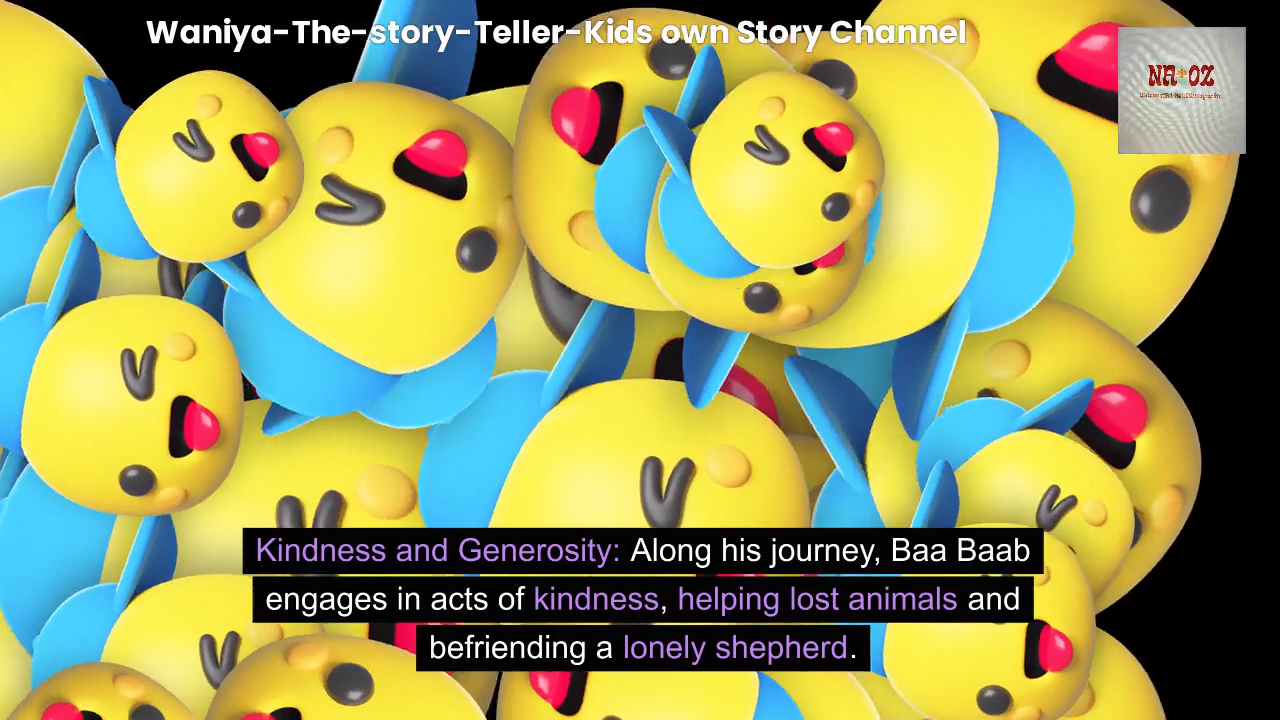 Waniya-The-story-Teller-Kids own Story Channel
NA OZ
Kindness and Generosity: Along his journey, Baa Baab
engages in acts of kindness, helping lost animals and
befriending a lonely shepherd.